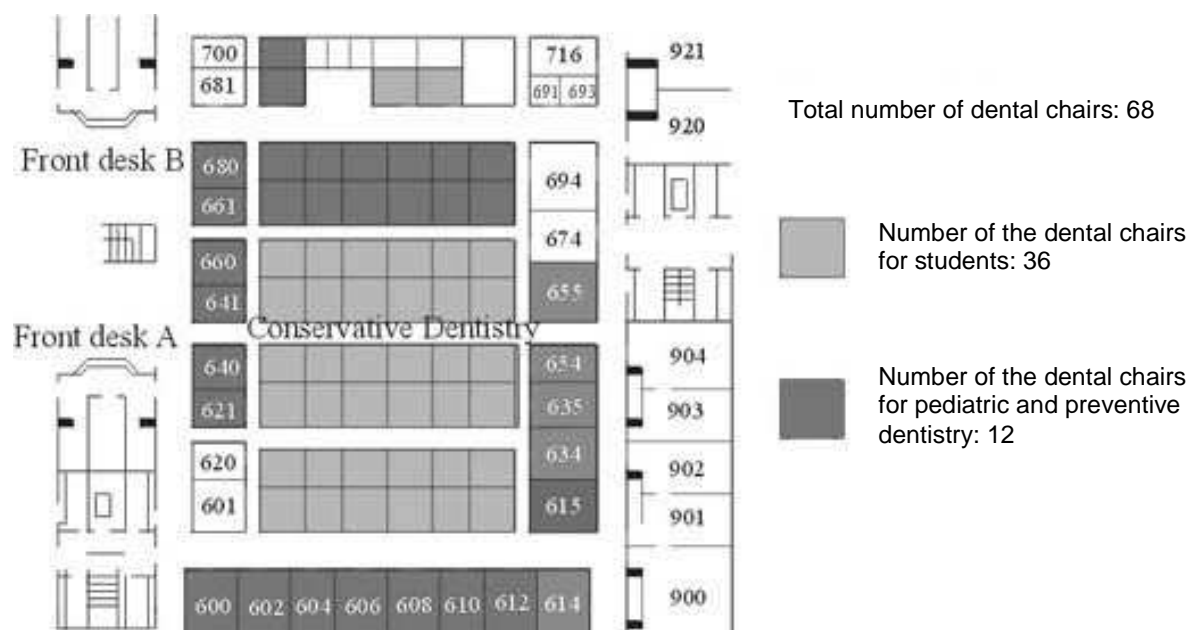 700
716
921
681
691 693
920
Total number of dental chairs: 68
Front desk B
680
694
661
674
660
Number of the dental chairs
for students: 36
641
655
Front desk A
Conservative Dentistry
640
654
904
621
635
903
Number of the dental chairs
for pediatric and preventive
dentistry: 12
620
634
902
601
615
901
600 602 604 606 608 610 612 614
900